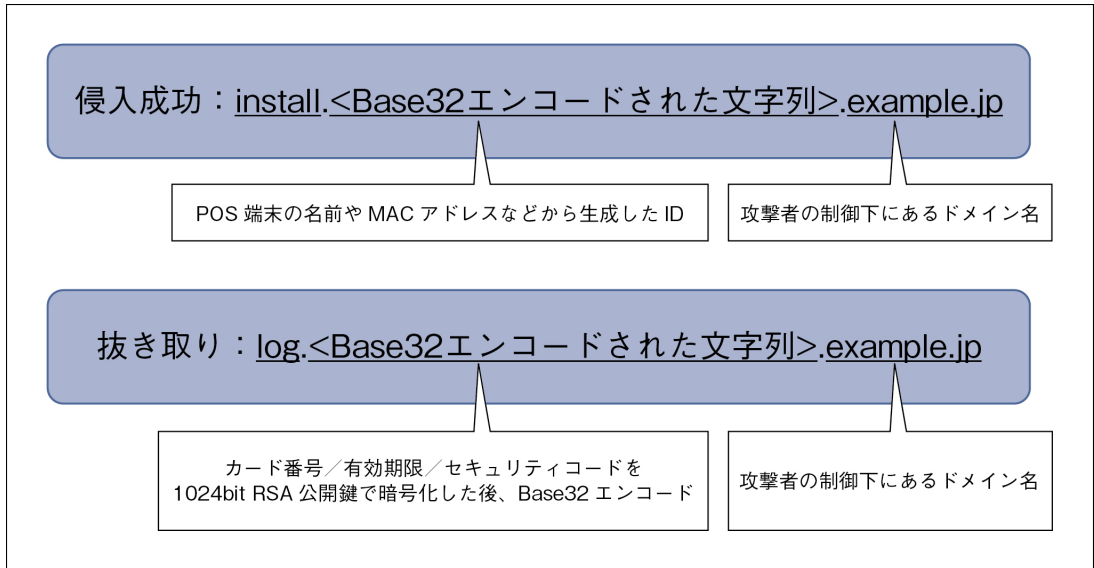 侵入成功：install.<Base32エンコードされた文字列>.example.jp
POS 端末の名前や MAC アドレスなどから生成した ID
攻撃者の制御下にあるドメイン名
抜き取り：log.<Base32エンコードされた文字列>.example.jp
カード番号／有効期限／セキュリティコードを
1024bit RSA 公開鍵で暗号化した後、Base32 エンコード
攻撃者の制御下にあるドメイン名